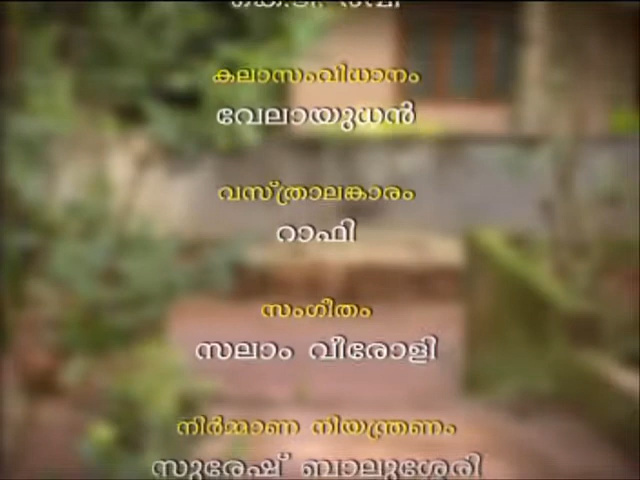 കലാസംവിധാനം
വേലായുധൻ
വസ്ത്രാലങ്കാരം
റാഫി
സംഗീതം
സലാം വീരോളി
നിർമ്മാണ നിയന്ത്രണം
സുരേഷ് ബാലുശ്ശേരി